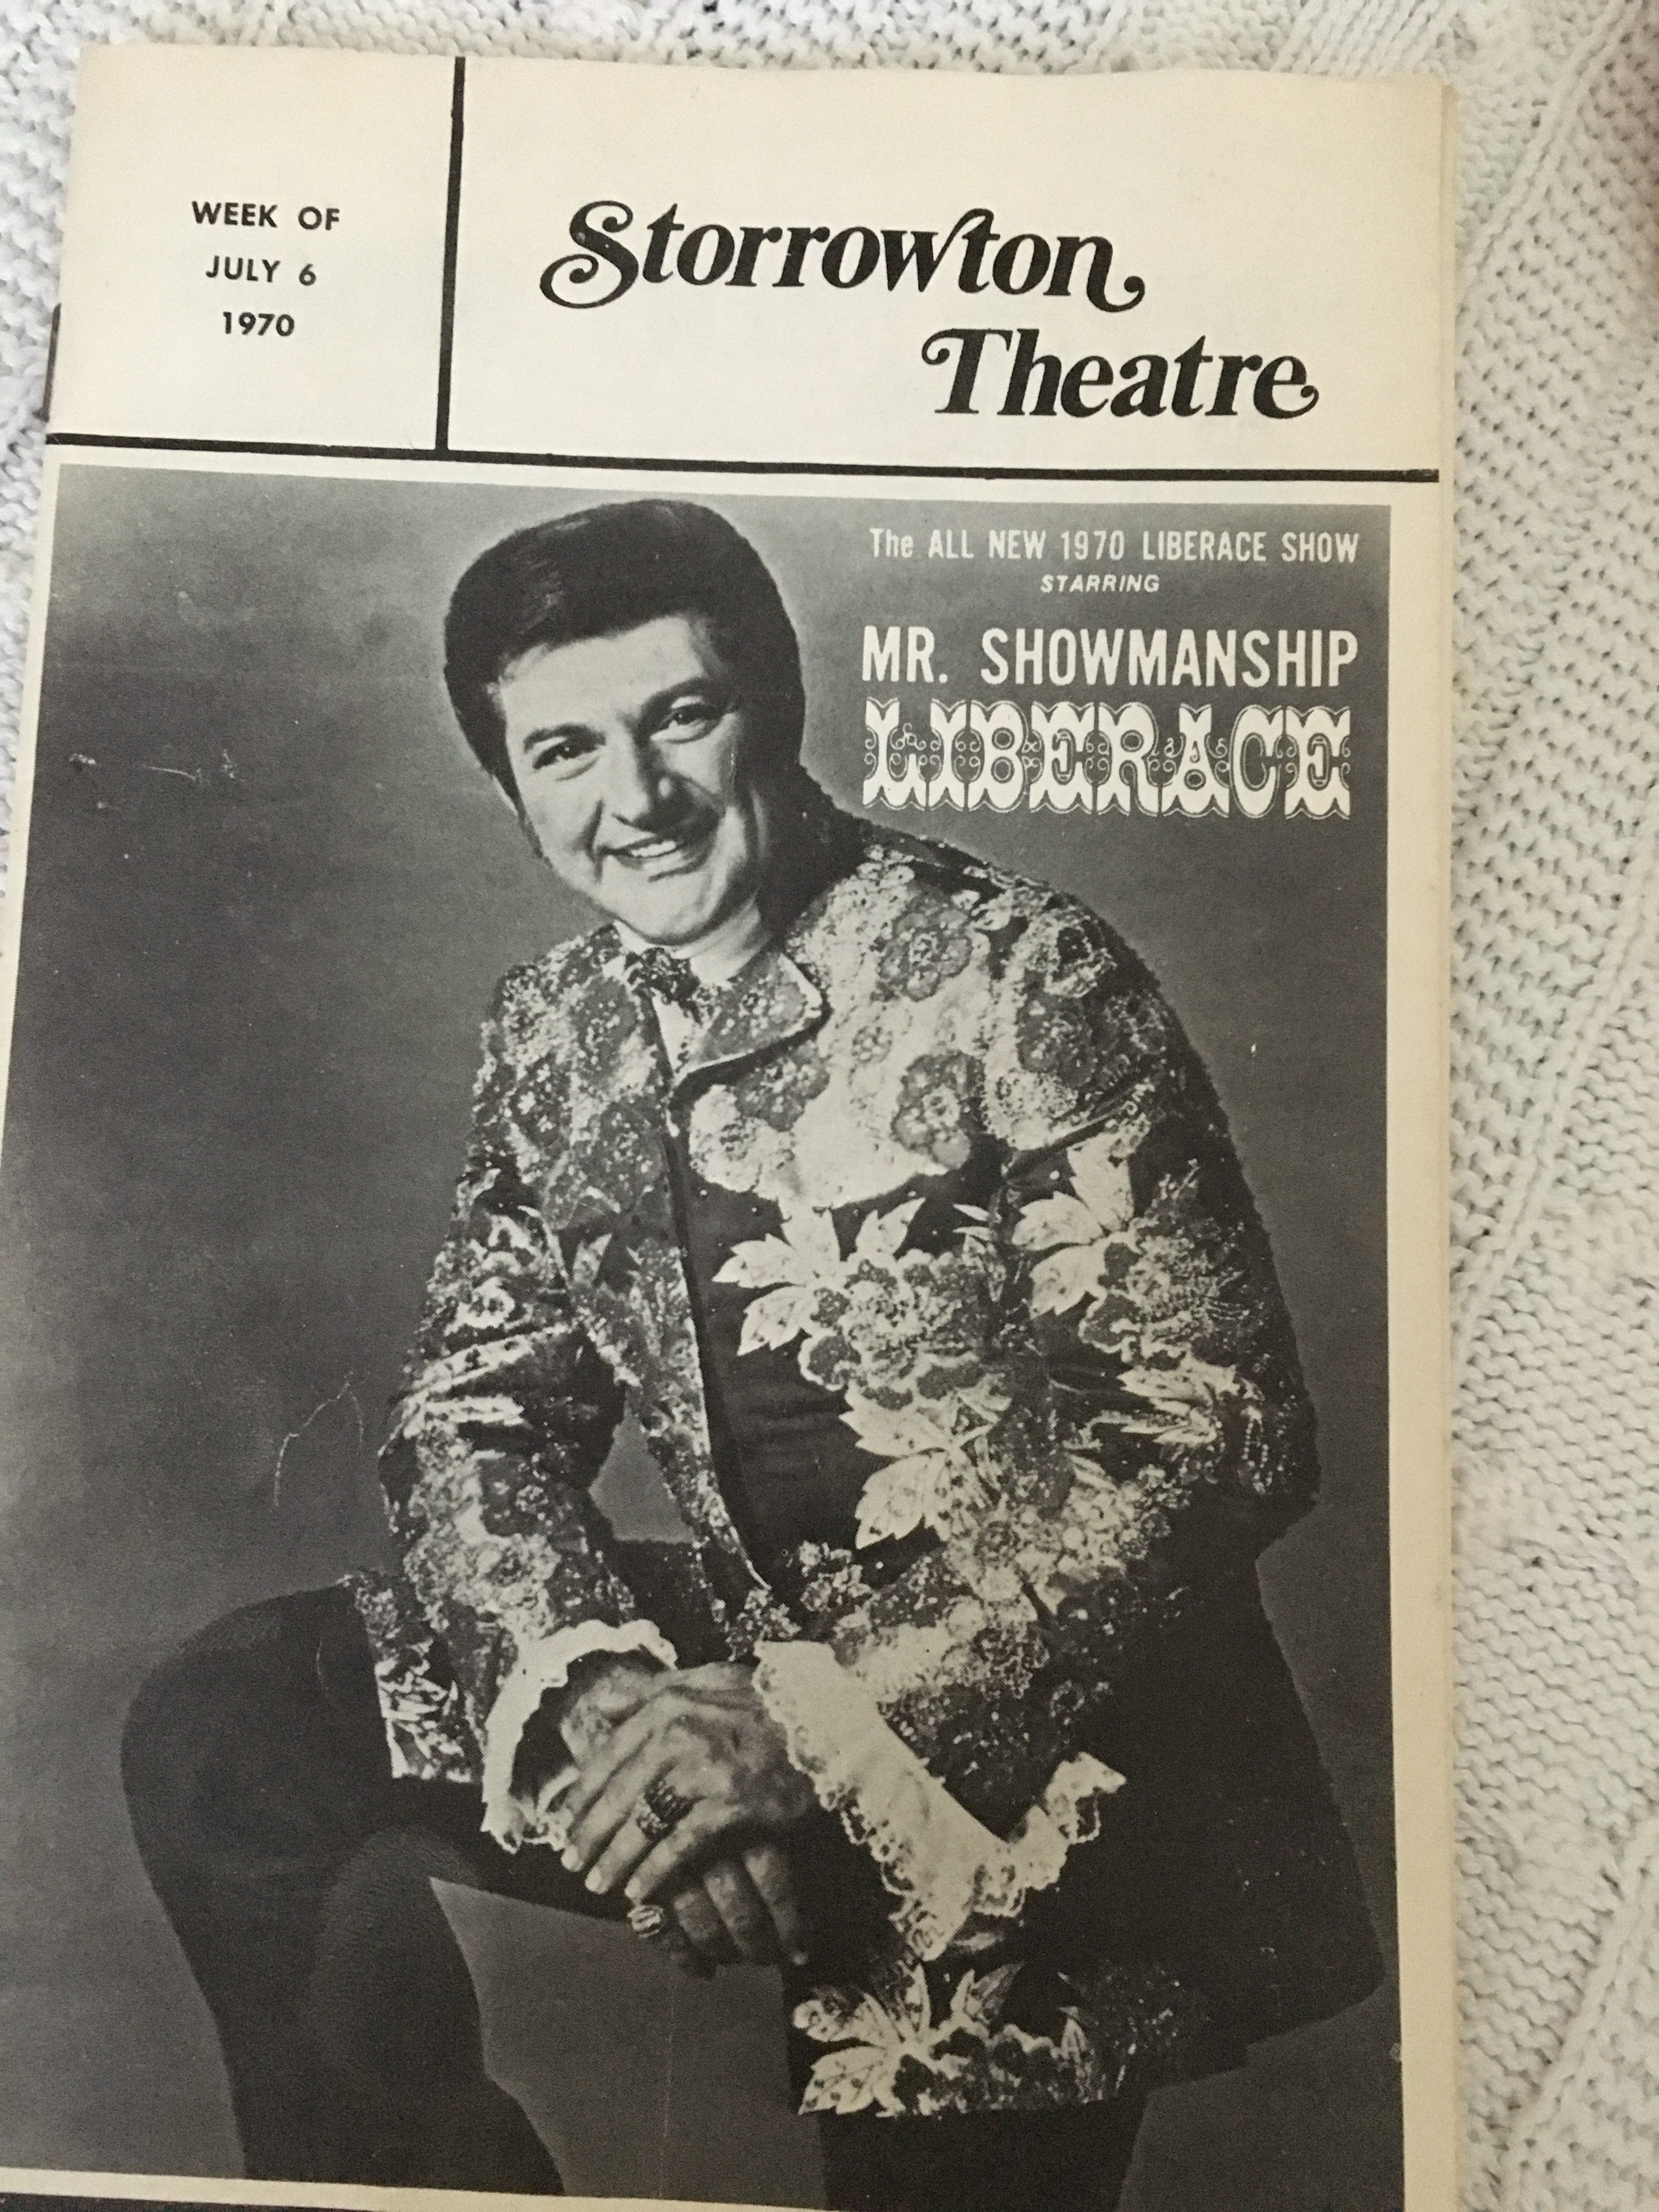 WEEK OF
JULY 6
1970
Storrowton
Theatre
The ALL NEW 1970 LIBERACE SHOW
STARRING
MR. SHOWMANSHIP
LIBERACE